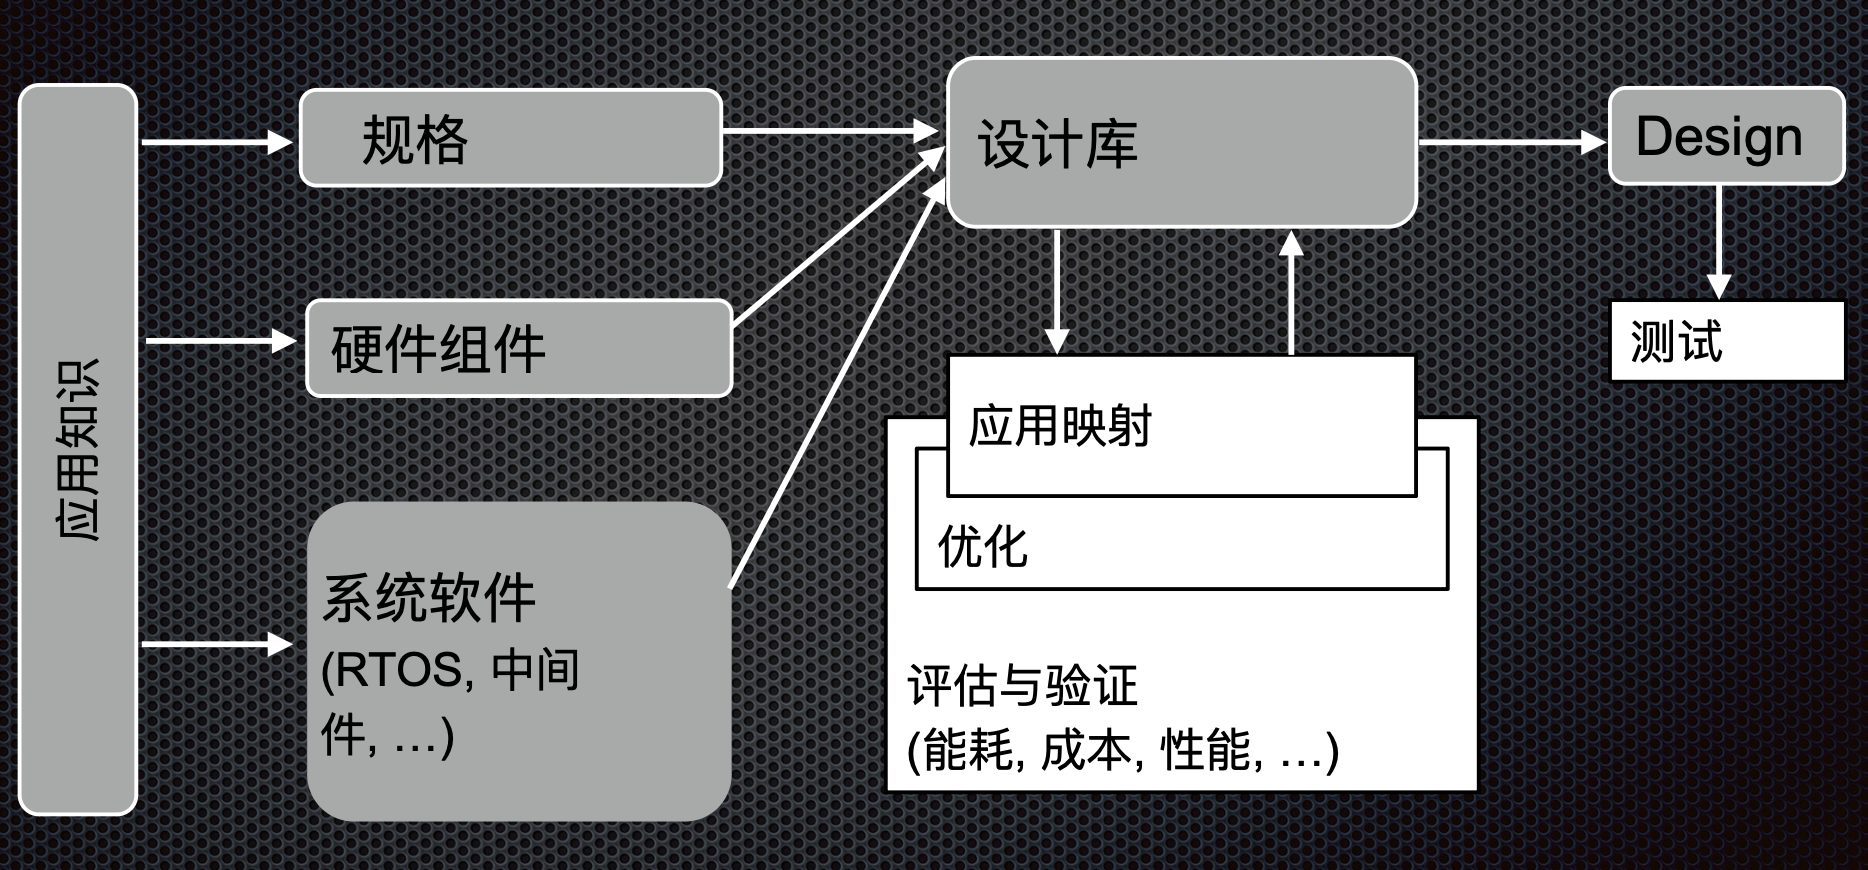 应用知识
规格
硬件组件
系统软件
(RTOS, 中间
件, …)
设计库
应用映射
优化
评估与验证
(能耗, 成本, 性能, …)
Design
测试